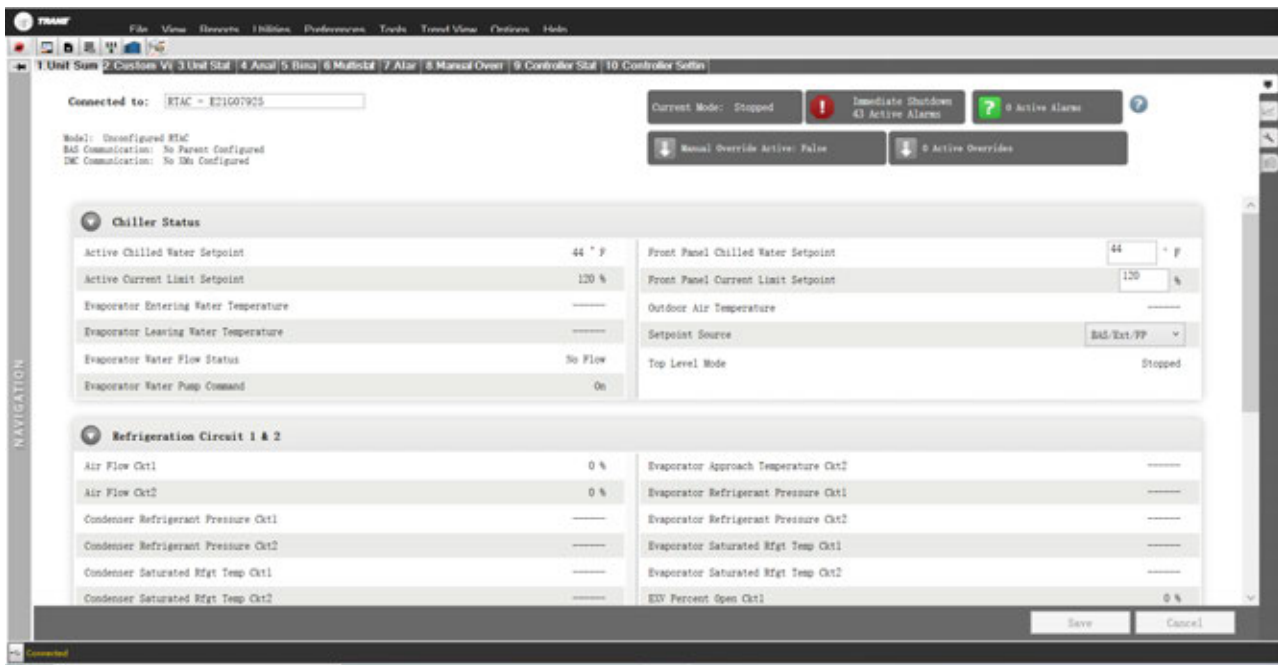 TRANE
File View Reports Utilities Preferences Tools Trend View Options Help
1 Unit Sum 2 Custom Vi 3 Unit Stat 4 Anal 5 Bina 6 Multistat 7 Alar 8 Manual Overr 9 Controller Stat 10 Controller Settin
Connected to: RTAC - E21G07925
Model: Unconfigured RTAC
BAS Communication: No Parent Configured
IMC Communication: No IMs Configured
Current Mode: Stopped
Immediate Shutdown
43 Active Alarms
0 Active Alarms
Manual Override Active: False
0 Active Overrides
NAVIGATION
Chiller Status
Active Chilled Water Setpoint 44 ° F
Front Panel Chilled Water Setpoint 44 ° F
Active Current Limit Setpoint 120 %
Front Panel Current Limit Setpoint 120 %
Evaporator Entering Water Temperature ------
Outdoor Air Temperature ------
Evaporator Leaving Water Temperature ------
Setpoint Source BAS/Ext/FP
Evaporator Water Flow Status No Flow
Top Level Mode Stopped
Evaporator Water Pump Command On
Refrigeration Circuit 1 & 2
Air Flow Ckt1 0 %
Evaporator Approach Temperature Ckt2 ------
Air Flow Ckt2 0 %
Evaporator Refrigerant Pressure Ckt1 ------
Condenser Refrigerant Pressure Ckt1 ------
Evaporator Refrigerant Pressure Ckt2 ------
Condenser Refrigerant Pressure Ckt2 ------
Evaporator Saturated Rfgt Temp Ckt1 ------
Condenser Saturated Rfgt Temp Ckt1 ------
Evaporator Saturated Rfgt Temp Ckt2 ------
Condenser Saturated Rfgt Temp Ckt2 ------
EXV Percent Open Ckt1 0 %
Save Cancel
Connected